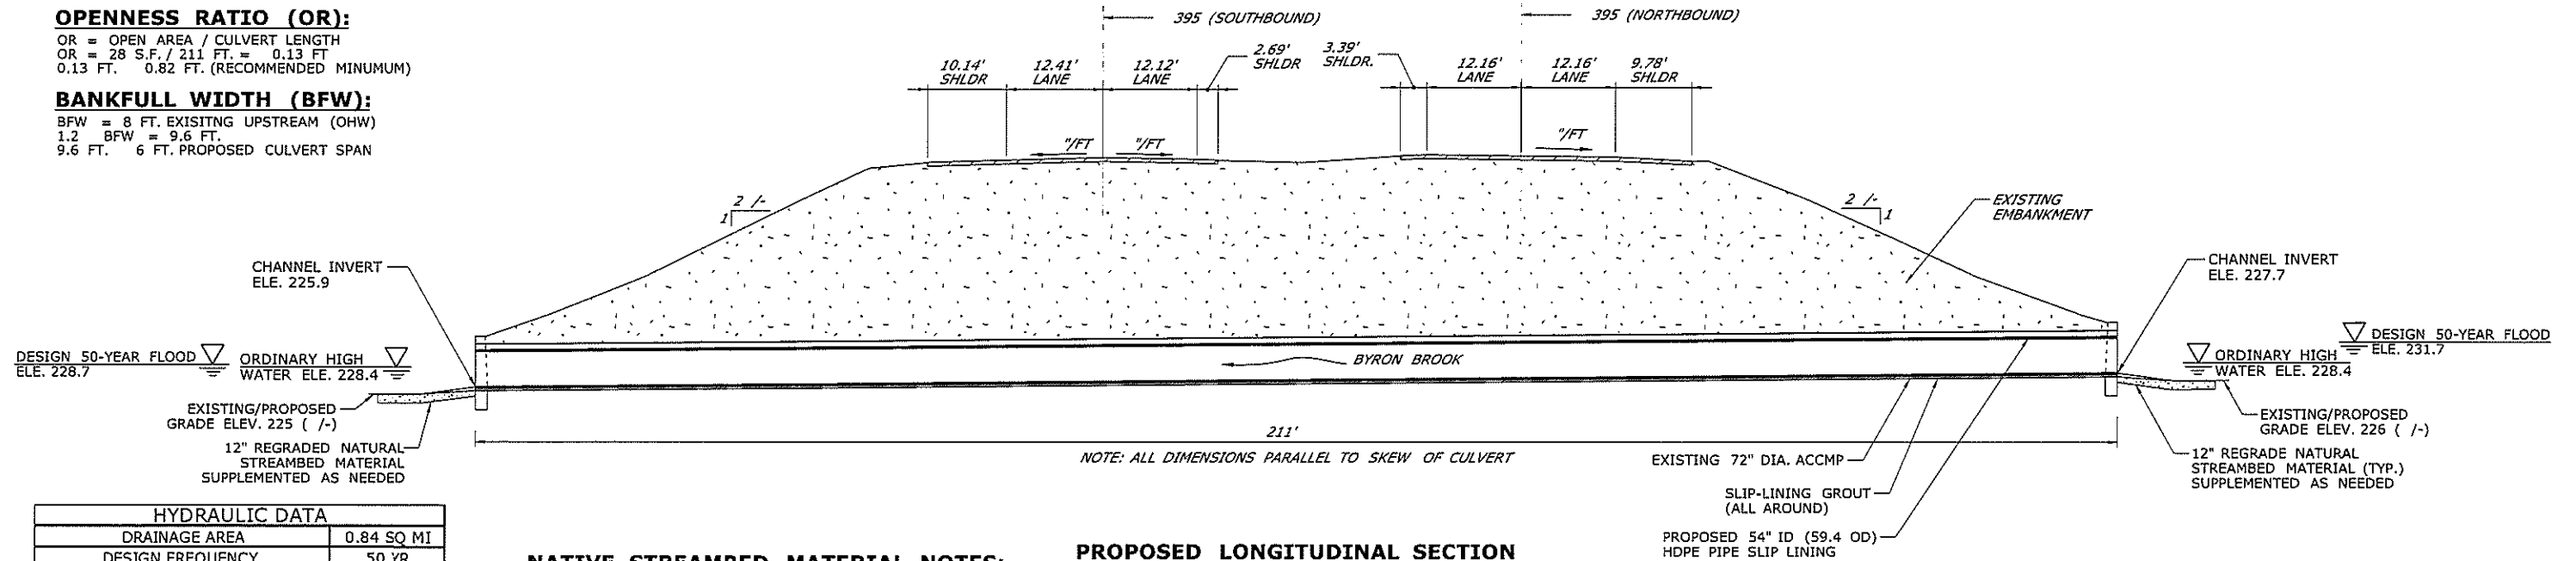 OPENNESS RATIO (OR):
OR = OPEN AREA / CULVERT LENGTH
OR = 28 S.F. / 211 FT. = 0.13 FT
0.13 FT. 0.82 FT. (RECOMMENDED MINUMUM)
BANKFULL WIDTH (BFW):
BFW = 8 FT. EXISITNG UPSTREAM (OHW)
1.2 BFW = 9.6 FT.
9.6 FT. 6 FT. PROPOSED CULVERT SPAN
395 (SOUTHBOUND)
395 (NORTHBOUND)
10.14'
SHLDR
12.41'
LANE
12.12'
LANE
2.69'
SHLDR
3.39'
SHLDR.
12.16'
LANE
12.16'
LANE
9.78'
SHLDR
"/FT
"/FT
"/FT
2 /-
1
2 /-
1
EXISTING
EMBANKMENT
CHANNEL INVERT
ELE. 225.9
CHANNEL INVERT
ELE. 227.7
DESIGN 50-YEAR FLOOD
ELE. 228.7
ORDINARY HIGH
WATER ELE. 228.4
BYRON BROOK
ORDINARY HIGH
WATER ELE. 228.4
DESIGN 50-YEAR FLOOD
ELE. 231.7
EXISTING/PROPOSED
GRADE ELEV. 225 ( /-)
12" REGRADED NATURAL
STREAMBED MATERIAL
SUPPLEMENTED AS NEEDED
211'
NOTE: ALL DIMENSIONS PARALLEL TO SKEW OF CULVERT
EXISTING 72" DIA. ACCMP
SLIP-LINING GROUT
(ALL AROUND)
PROPOSED 54" ID (59.4 OD)
HDPE PIPE SLIP LINING
EXISTING/PROPOSED
GRADE ELEV. 226 ( /-)
12" REGRADE NATURAL
STREAMBED MATERIAL (TYP.)
SUPPLEMENTED AS NEEDED
HYDRAULIC DATA
DRAINAGE AREA 0.84 SQ MI
DESIGN FREQUENCY 50 YR
NATIVE STREAMBED MATERIAL NOTES:
PROPOSED LONGITUDINAL SECTION